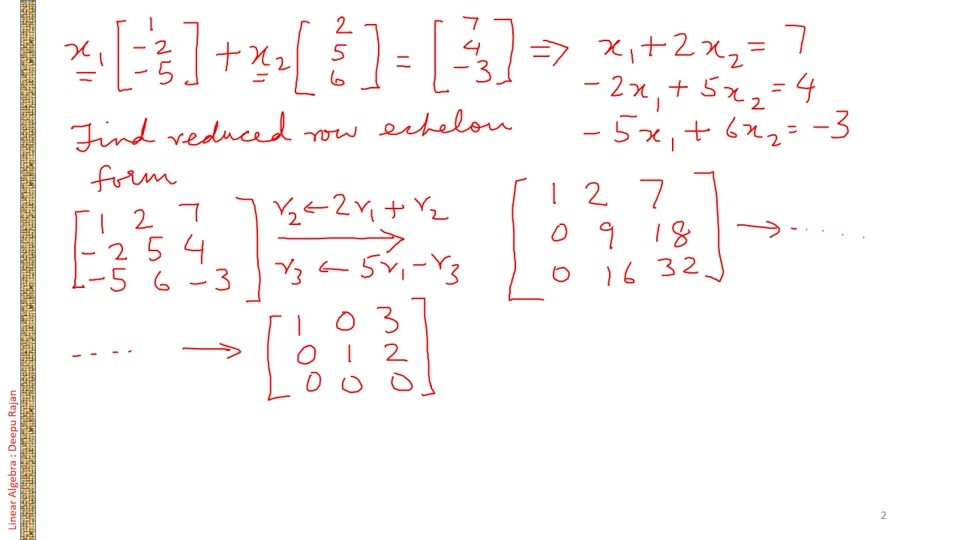 x₁ [1 -2 -5] + x₂ [2 5 6] = [7 4 -3] ⇒ x₁ + 2x₂ = 7
-2x₁ + 5x₂ = 4
-5x₁ + 6x₂ = -3
Find reduced row echelon
form
[1 2 7
-2 5 4
-5 6 -3]
r₂ ← 2r₁ + r₂
r₃ ← 5r₁ - r₃
[1 2 7
0 9 18
0 16 32] → ......
..... → [1 0 3
0 1 2
0 0 0]
Linear Algebra : Deepu Rajan
2